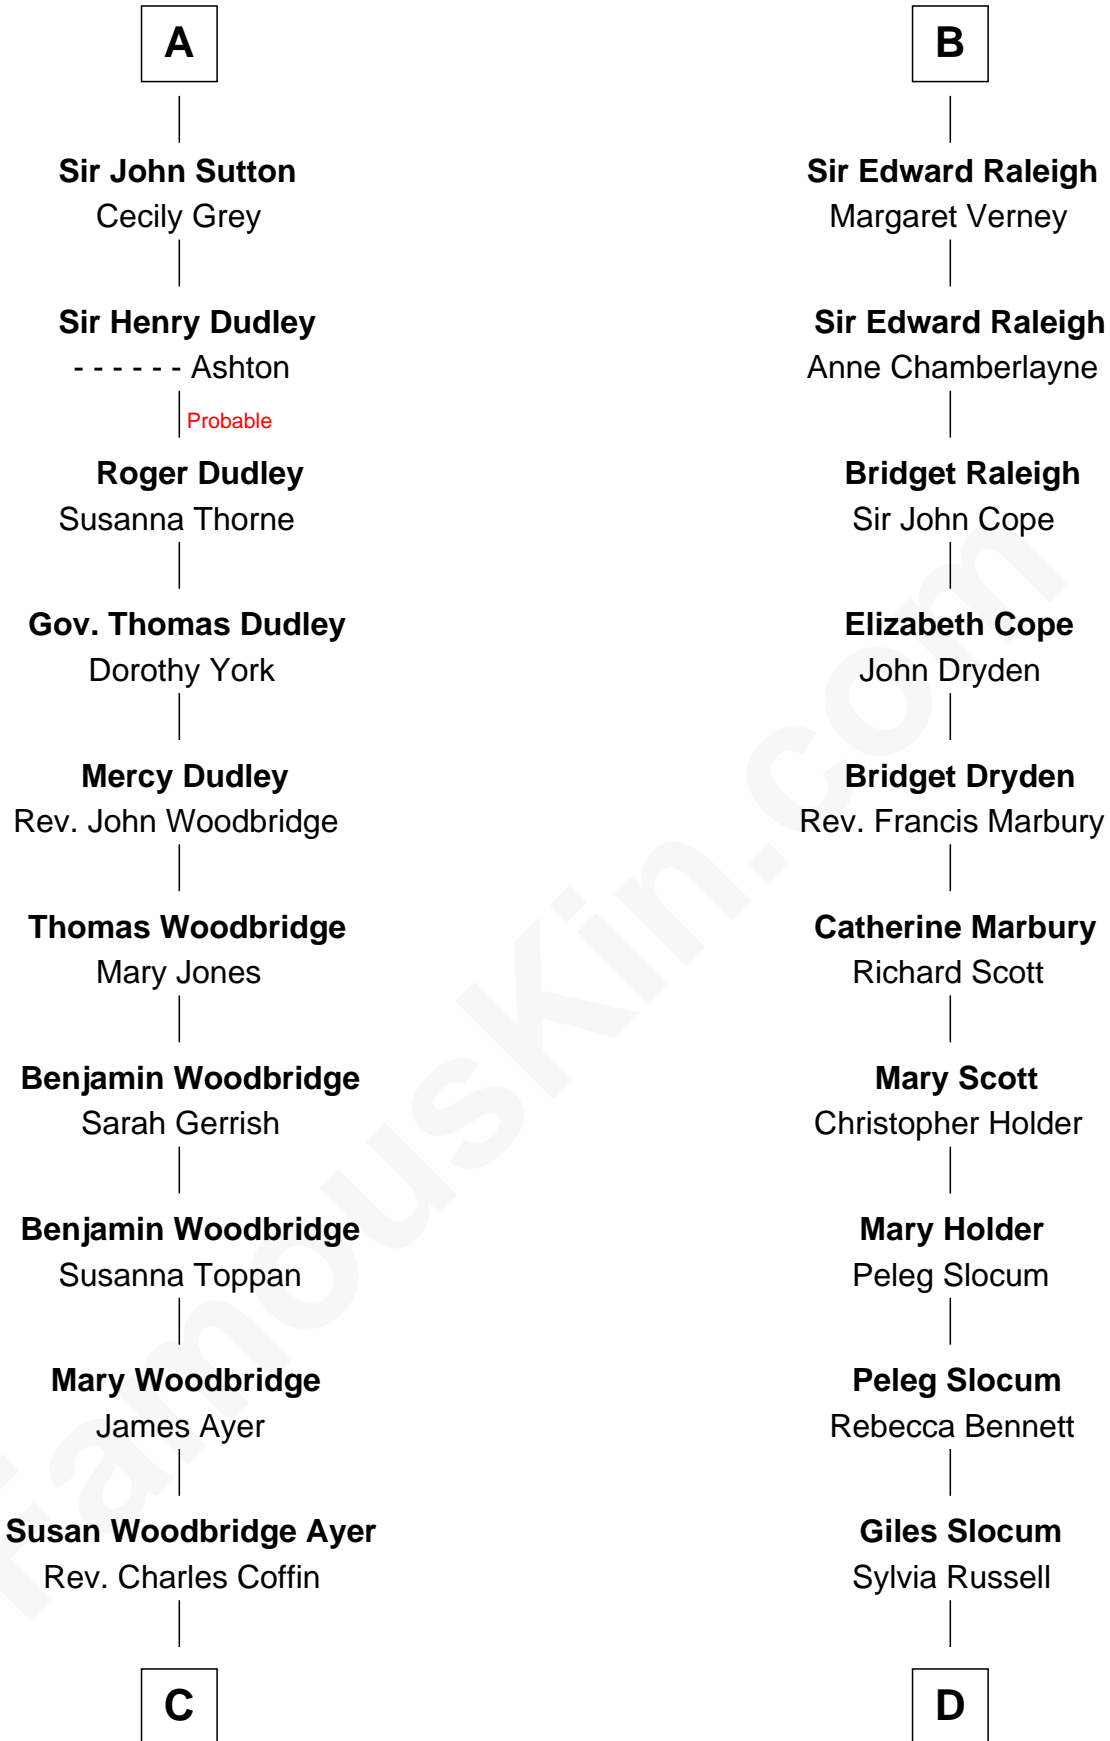 A
Sir John Sutton
Cecily Grey
Sir Henry Dudley
- - - - - - Ashton
Probable
Roger Dudley
Susanna Thorne
Gov. Thomas Dudley
Dorothy York
Mercy Dudley
Rev. John Woodbridge
Thomas Woodbridge
Mary Jones
Benjamin Woodbridge
Sarah Gerrish
Benjamin Woodbridge
Susanna Toppan
Mary Woodbridge
James Ayer
Susan Woodbridge Ayer
Rev. Charles Coffin
C
B
Sir Edward Raleigh
Margaret Verney
Sir Edward Raleigh
Anne Chamberlayne
Bridget Raleigh
Sir John Cope
Elizabeth Cope
John Dryden
Bridget Dryden
Rev. Francis Marbury
Catherine Marbury
Richard Scott
Mary Scott
Christopher Holder
Mary Holder
Peleg Slocum
Peleg Slocum
Rebecca Bennett
Giles Slocum
Sylvia Russell
D
FamousKin.com